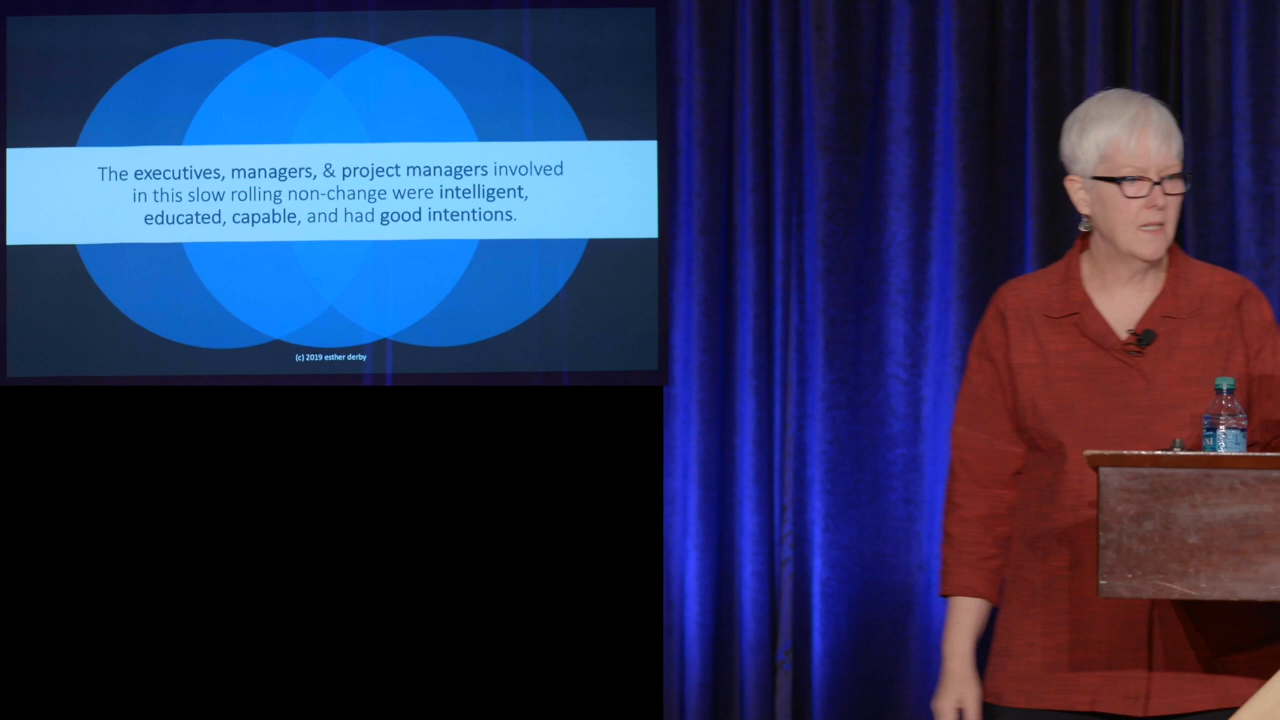 The executives, managers, & project managers involved
in this slow rolling non-change were intelligent,
educated, capable, and had good intentions.
(c) 2019 esther derby